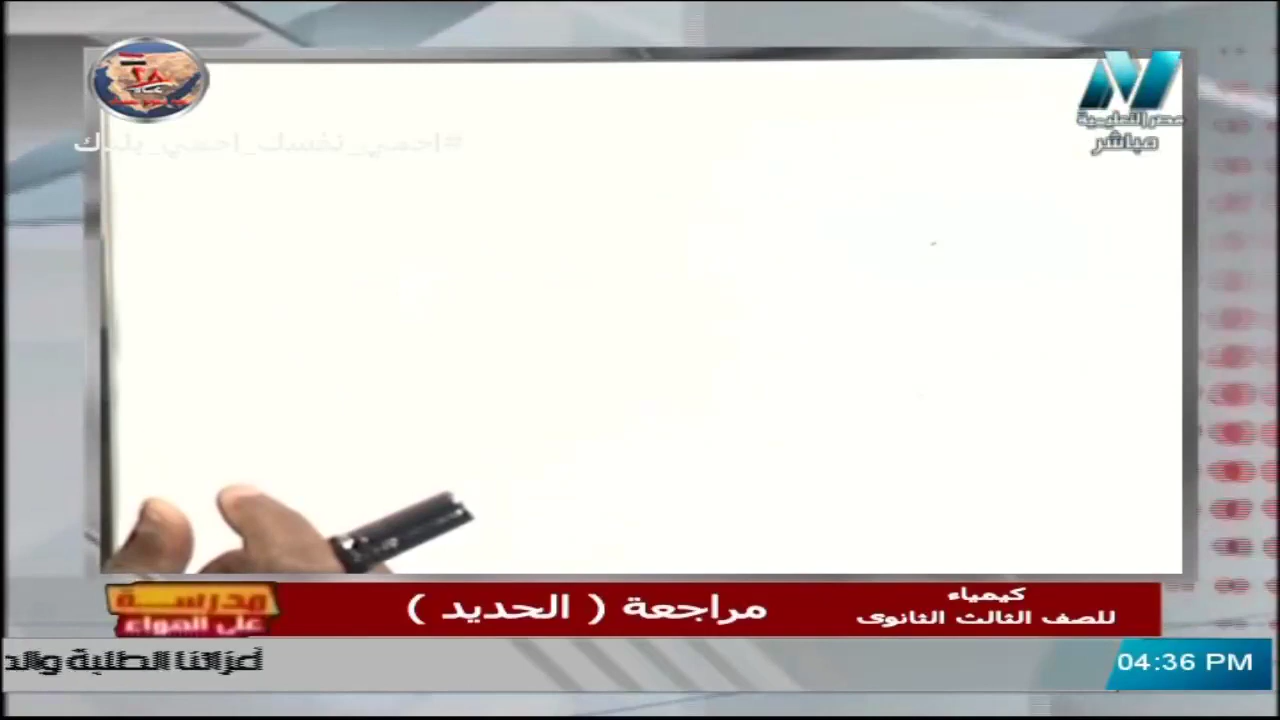 ٢٨
#احمي_نفسك_احمي_بلدك
مصر التعليمية
مباشر
كيمياء
للصف الثالث الثانوى
مراجعة ( الحديد )
مدرسة
على الهواء
أعزائنا الطلبة والد
04:36 PM